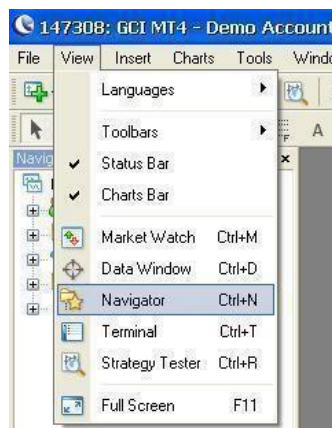 147308: GCI MT4 - Demo Account
File View Insert Charts Tools
Languages
Toolbars
Status Bar
Charts Bar
Market Watch Ctrl+M
Data Window Ctrl+D
Navigator Ctrl+N
Terminal Ctrl+T
Strategy Tester Ctrl+R
Full Screen F11
A